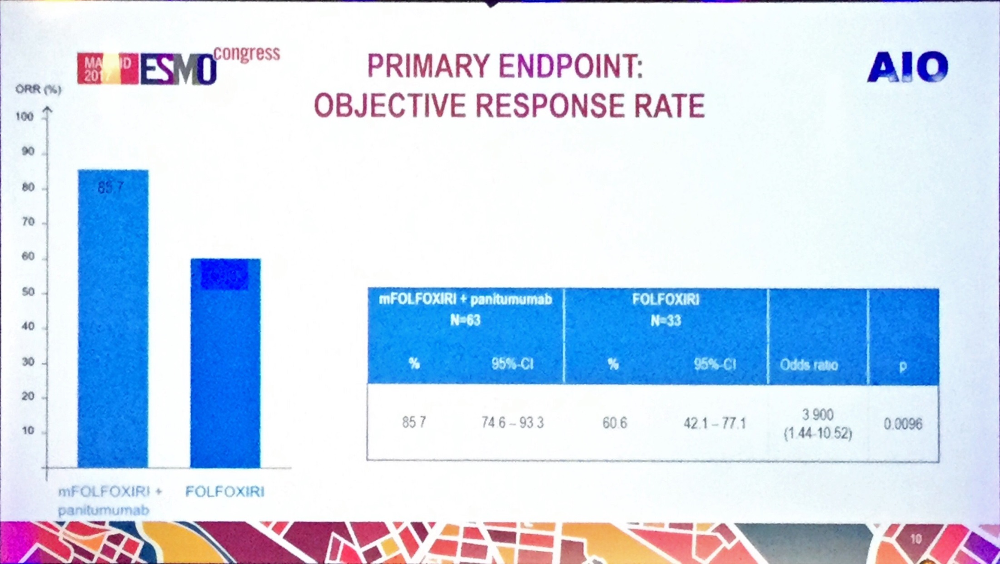 MADRID
2017
ESMO congress
PRIMARY ENDPOINT:
OBJECTIVE RESPONSE RATE
AIO
ORR (%)
100
90
80
70
60
50
40
30
20
10
85.7
mFOLFOXIRI +
panitumumab
FOLFOXIRI
mFOLFOXIRI + panitumumab
N=63
FOLFOXIRI
N=33
% 95%-CI % 95%-CI Odds ratio p
85.7 74.6 – 93.3 60.6 42.1 – 77.1 3.900
(1.44-10.52) 0.0096
10